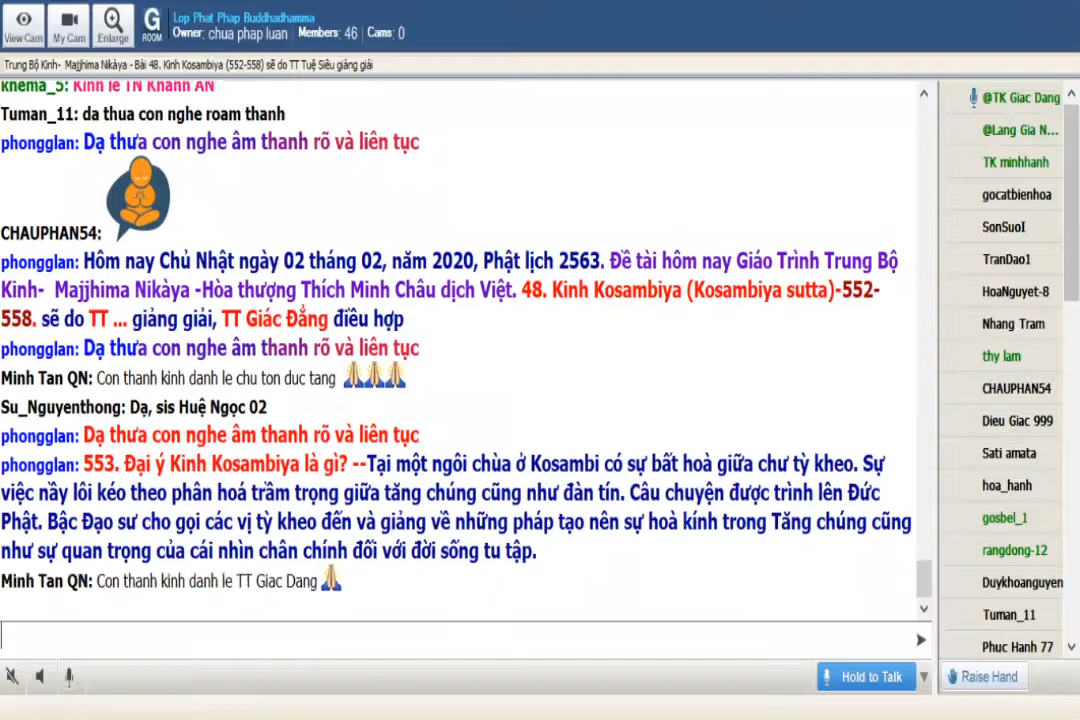 View Cam
My Cam
Enlarge
G
ROOM
Lop Phat Phap Buddhadhamma
Owner: chua phap luan | Members: 46 | Cams: 0
Trung Bộ Kinh- Majjhima Nikàya - Bài 48. Kinh Kosambiya (552-558) sẽ do TT Tuệ Siêu giảng giải
khema_5: Kinh le TN Khanh AN
Tuman_11: da thua con nghe roam thanh
phongglan: Dạ thưa con nghe âm thanh rõ và liên tục
CHAUPHAN54:
phongglan: Hôm nay Chủ Nhật ngày 02 tháng 02, năm 2020, Phật lịch 2563. Đề tài hôm nay Giáo Trình Trung Bộ
Kinh- Majjhima Nikàya -Hòa thượng Thích Minh Châu dịch Việt. 48. Kinh Kosambiya (Kosambiya sutta)-552-
558. sẽ do TT ... giảng giải, TT Giác Đẳng điều hợp
phongglan: Dạ thưa con nghe âm thanh rõ và liên tục
Minh Tan QN: Con thanh kinh danh le chu ton duc tang
Su_Nguyenthong: Dạ, sis Huệ Ngọc 02
phongglan: Dạ thưa con nghe âm thanh rõ và liên tục
phongglan: 553. Đại ý Kinh Kosambiya là gì? --Tại một ngôi chùa ở Kosambi có sự bất hoà giữa chư tỳ kheo. Sự
việc nầy lôi kéo theo phân hoá trầm trọng giữa tăng chúng cũng như đàn tín. Câu chuyện được trình lên Đức
Phật. Bậc Đạo sư cho gọi các vị tỳ kheo đến và giảng về những pháp tạo nên sự hoà kính trong Tăng chúng cũng
như sự quan trọng của cái nhìn chân chính đối với đời sống tu tập.
Minh Tan QN: Con thanh kinh danh le TT Giac Dang
@TK Giac Dang
@Lang Gia N...
TK minhhanh
gocatbienhoa
SonSuoI
TranDao1
HoaNguyet-8
Nhang Tram
thy lam
CHAUPHAN54
Dieu Giac 999
Sati amata
hoa_hanh
gosbel_1
rangdong-12
Duykhoanguyen
Tuman_11
Phuc Hanh 77
Hold to Talk
Raise Hand